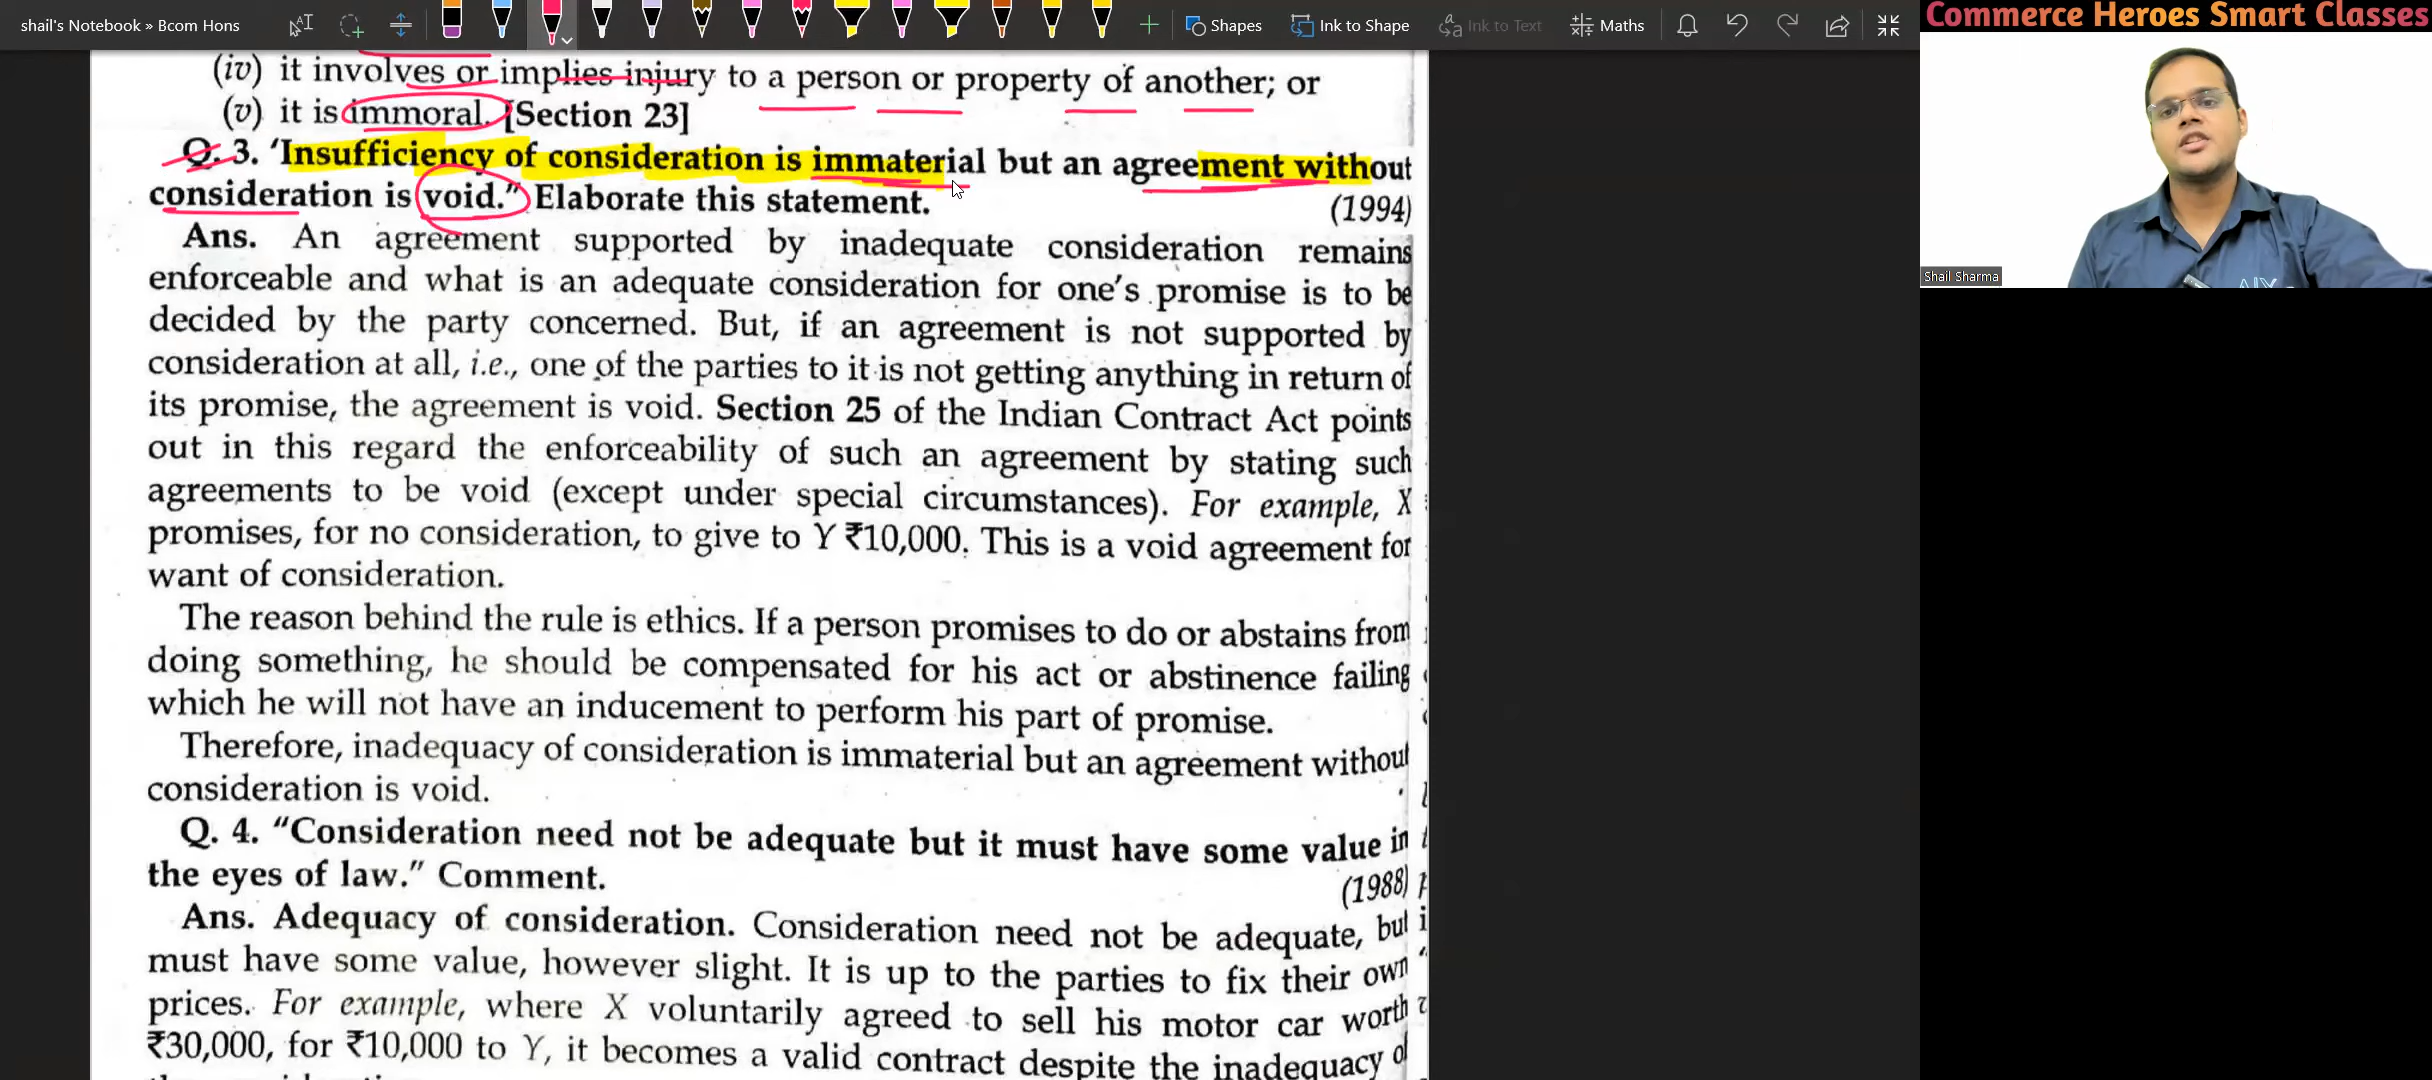 shail's Notebook » Bcom Hons
Shapes
Ink to Shape
Ink to Text
Maths
Commerce Heroes Smart Classes
Shail Sharma
(iv) it involves or implies injury to a person or property of another; or
(v) it is immoral. [Section 23]
Q. 3. ‘Insufficiency of consideration is immaterial but an agreement without
consideration is void.” Elaborate this statement.
(1994)
Ans. An agreement supported by inadequate consideration remains
enforceable and what is an adequate consideration for one's promise is to be
decided by the party concerned. But, if an agreement is not supported by
consideration at all, i.e., one of the parties to it is not getting anything in return of
its promise, the agreement is void. Section 25 of the Indian Contract Act points
out in this regard the enforceability of such an agreement by stating such
agreements to be void (except under special circumstances). For example, X
promises, for no consideration, to give to Y ₹10,000. This is a void agreement for
want of consideration.
The reason behind the rule is ethics. If a person promises to do or abstains from
doing something, he should be compensated for his act or abstinence failing
which he will not have an inducement to perform his part of promise.
Therefore, inadequacy of consideration is immaterial but an agreement without
consideration is void.
Q. 4. “Consideration need not be adequate but it must have some value in
the eyes of law.” Comment.
(1988)
Ans. Adequacy of consideration. Consideration need not be adequate, but
must have some value, however slight. It is up to the parties to fix their own
prices. For example, where X voluntarily agreed to sell his motor car worth
₹30,000, for ₹10,000 to Y, it becomes a valid contract despite the inadequacy of